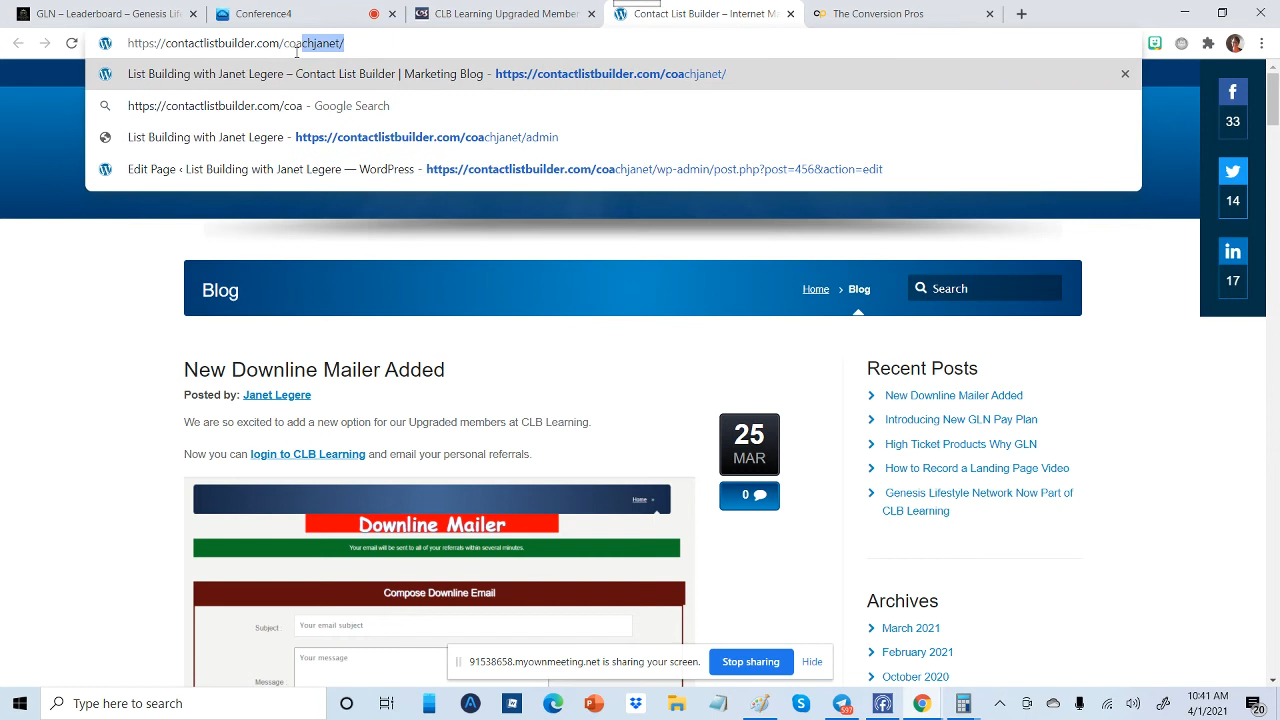 GLN – Genesis Life
Conference
CLB Learning Upgraded Member
Contact List Builder – Internet Ma
The Conversion Pros
https://contactlistbuilder.com/coachjanet/
List Building with Janet Legere – Contact List Builder | Marketing Blog - https://contactlistbuilder.com/coachjanet/
https://contactlistbuilder.com/coa - Google Search
List Building with Janet Legere - https://contactlistbuilder.com/coachjanet/admin
Edit Page ‹ List Building with Janet Legere — WordPress - https://contactlistbuilder.com/coachjanet/wp-admin/post.php?post=456&action=edit
33
14
17
Blog
Home > Blog
Search
New Downline Mailer Added
Posted by: Janet Legere
We are so excited to add a new option for our Upgraded members at CLB Learning.
Now you can login to CLB Learning and email your personal referrals.
25
MAR
0
Home
Downline Mailer
Your email will be sent to all of your referrals within several minutes.
Compose Downline Email
Subject :
Your email subject
Your message
Message
Recent Posts
New Downline Mailer Added
Introducing New GLN Pay Plan
High Ticket Products Why GLN
How to Record a Landing Page Video
Genesis Lifestyle Network Now Part of
CLB Learning
Archives
March 2021
February 2021
October 2020
91538658.myownmeeting.net is sharing your screen.
Stop sharing
Hide
Type here to search
597
10:41 AM
4/1/2021
20